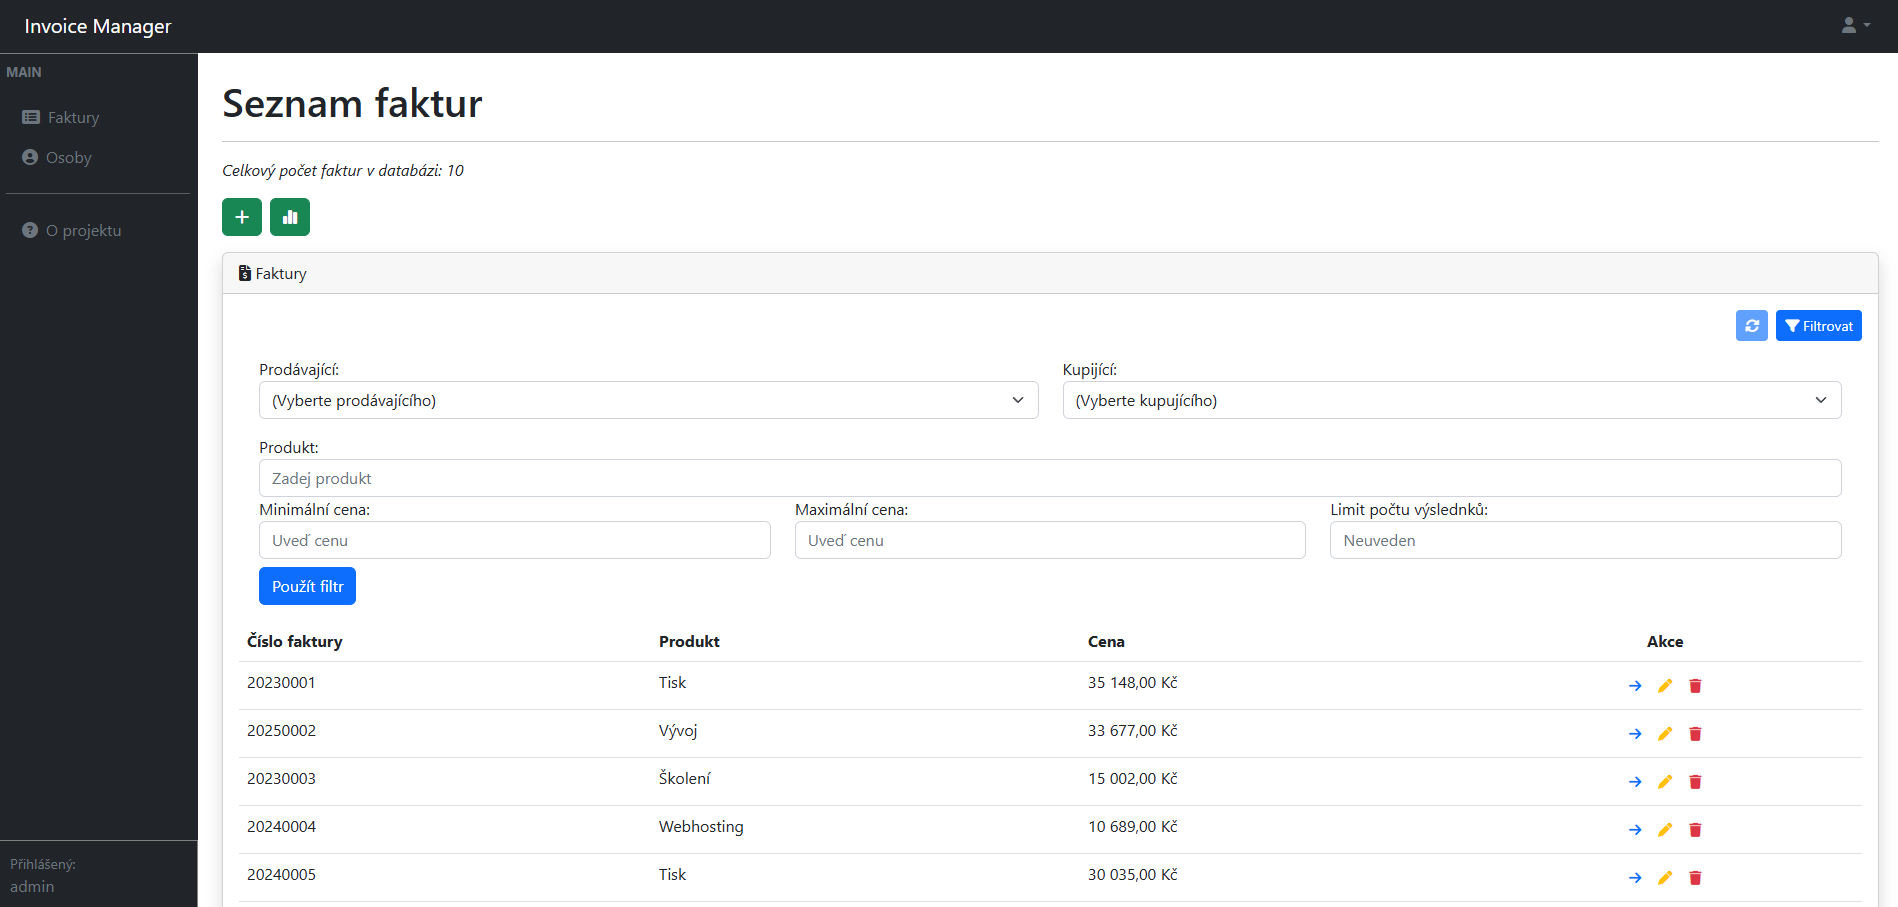 Invoice Manager
MAIN
Faktury
Osoby
O projektu
Přihlášený:
admin
Seznam faktur
Celkový počet faktur v databázi: 10
Faktury
Filtrovat
Prodávající: Kupijící:
(Vyberte prodávajícího) (Vyberte kupujícího)
Produkt:
Zadej produkt
Minimální cena: Maximální cena: Limit počtu výslednků:
Uveď cenu Uveď cenu Neuveden
Použít filtr
Číslo faktury Produkt Cena Akce
20230001 Tisk 35 148,00 Kč
20250002 Vývoj 33 677,00 Kč
20230003 Školení 15 002,00 Kč
20240004 Webhosting 10 689,00 Kč
20240005 Tisk 30 035,00 Kč